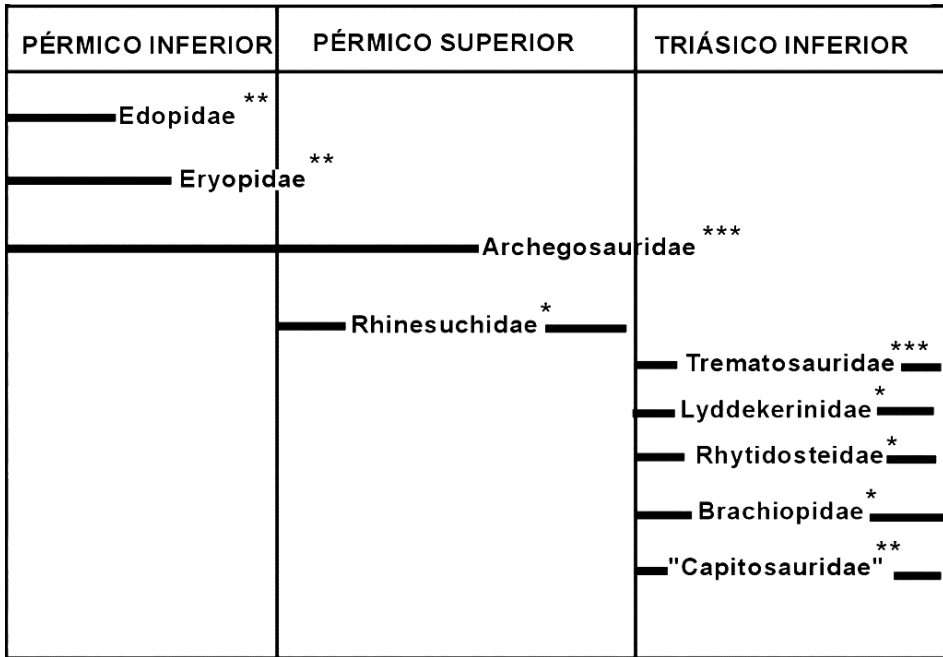 PÉRMICO INFERIOR PÉRMICO SUPERIOR TRIÁSICO INFERIOR
Edopidae **
Eryopidae **
Archegosauridae ***
Rhinesuchidae *
Trematosauridae ***
Lyddekerinidae *
Rhytidosteidae *
Brachiopidae *
"Capitosauridae" **